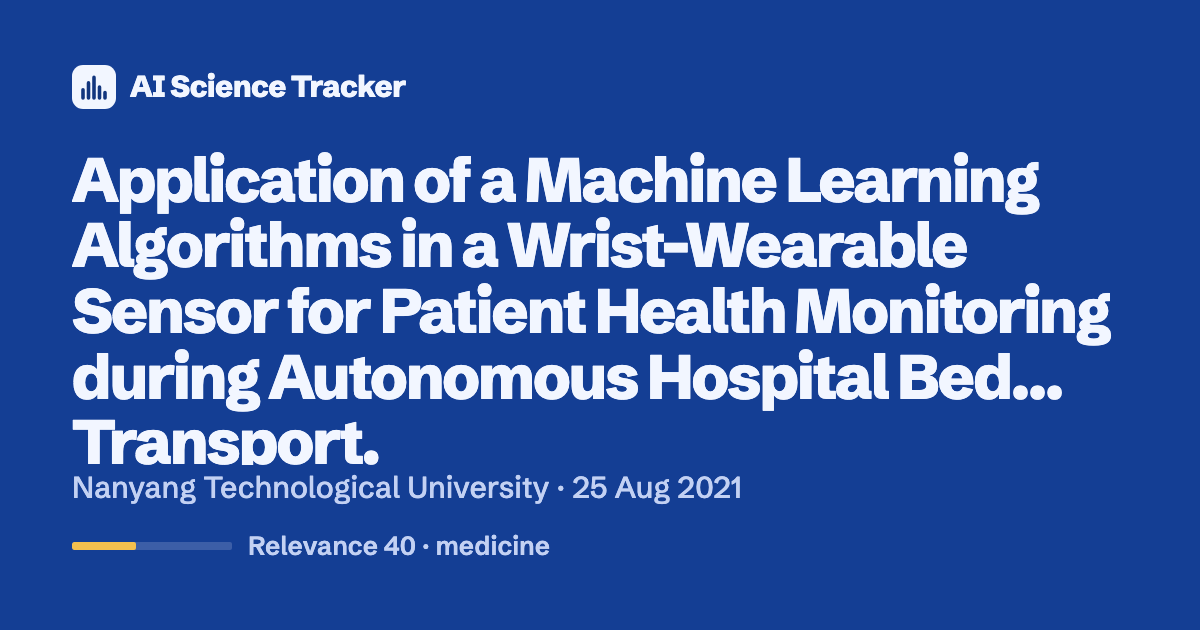 AI Science Tracker
Application of a Machine Learning
Algorithms in a Wrist-Wearable
Sensor for Patient Health Monitoring
during Autonomous Hospital Bed...
Transport.
Nanyang Technological University · 25 Aug 2021
Relevance 40 · medicine